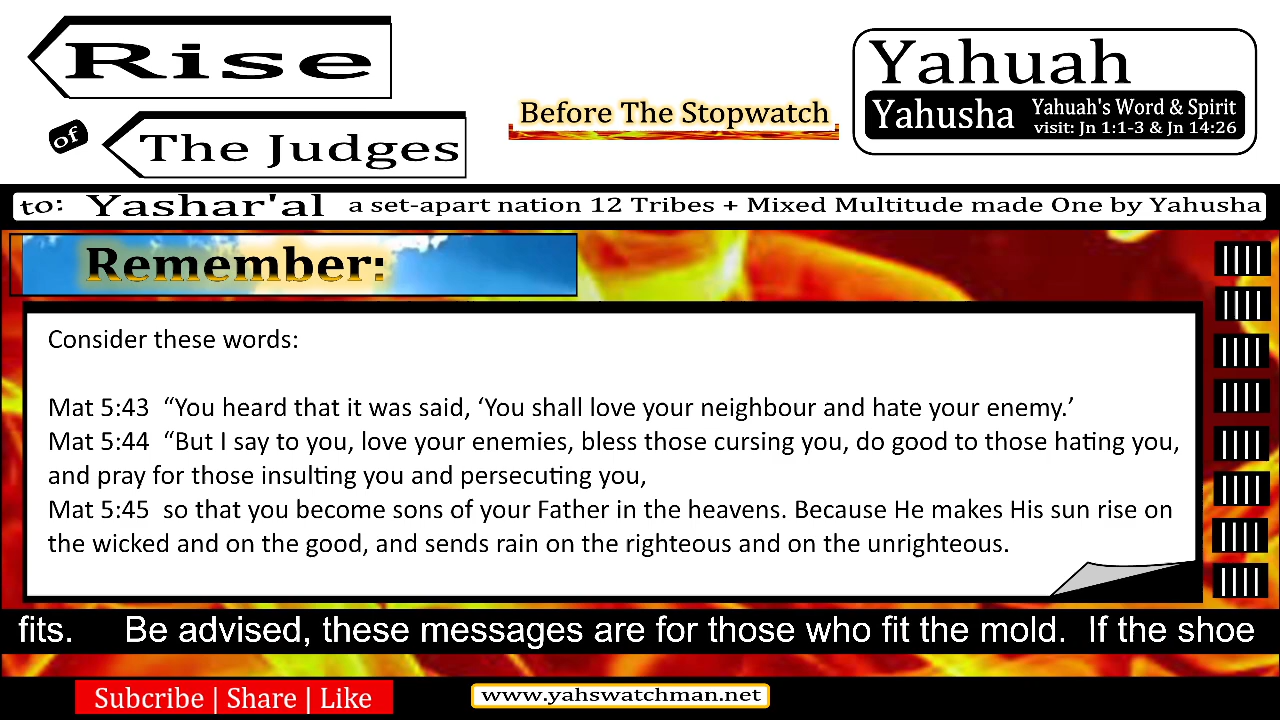 Rise
of
The Judges
Before The Stopwatch
Yahuah
Yahusha
Yahuah's Word & Spirit
visit: Jn 1:1-3 & Jn 14:26
to: Yashar'al a set-apart nation 12 Tribes + Mixed Multitude made One by Yahusha
Remember:
Consider these words:
Mat 5:43 “You heard that it was said, ‘You shall love your neighbour and hate your enemy.’
Mat 5:44 “But I say to you, love your enemies, bless those cursing you, do good to those hating you,
and pray for those insulting you and persecuting you,
Mat 5:45 so that you become sons of your Father in the heavens. Because He makes His sun rise on
the wicked and on the good, and sends rain on the righteous and on the unrighteous.
fits. Be advised, these messages are for those who fit the mold. If the shoe
Subcribe | Share | Like
www.yahswatchman.net